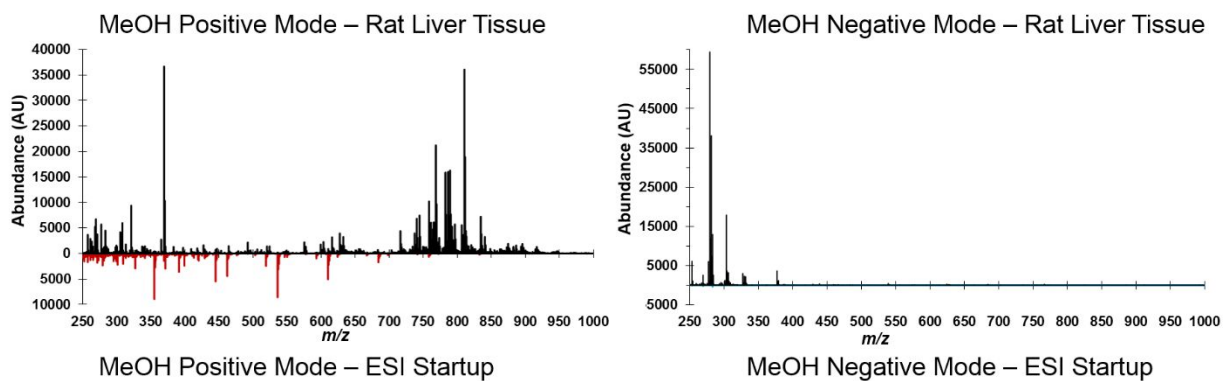 MeOH Positive Mode – Rat Liver Tissue
Abundance (AU)
40000
35000
30000
25000
20000
15000
10000
5000
0
5000
10000
250 300 350 400 450 500 550 600 650 700 750 800 850 900 950 1000
m/z
MeOH Positive Mode – ESI Startup
MeOH Negative Mode – Rat Liver Tissue
Abundance (AU)
55000
45000
35000
25000
15000
5000
5000
250 300 350 400 450 500 550 600 650 700 750 800 850 900 950 1000
m/z
MeOH Negative Mode – ESI Startup